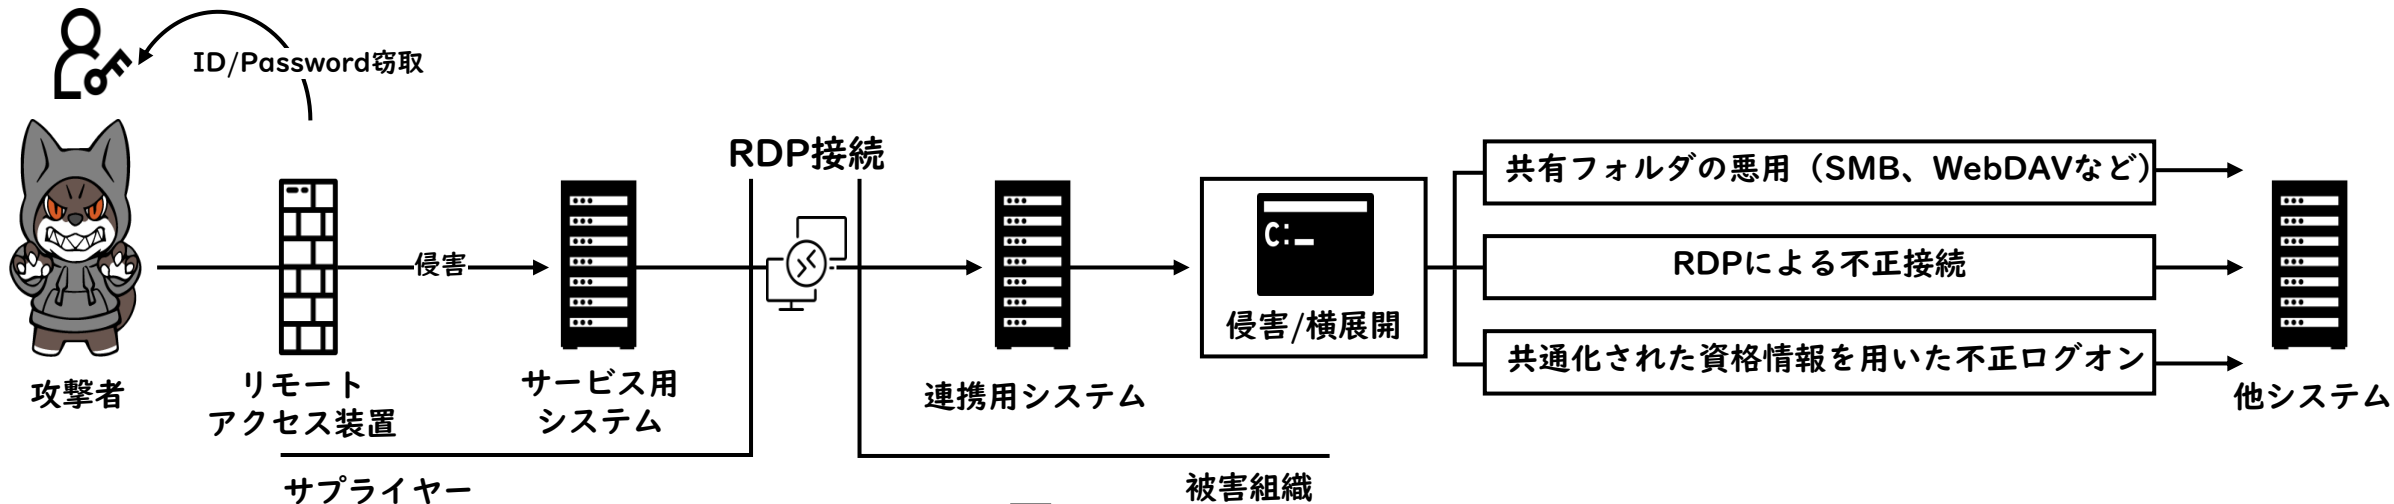 ID/Password窃取
RDP接続
共有フォルダの悪用（SMB、WebDAVなど）
侵害
C:
RDPによる不正接続
侵害/横展開
共通化された資格情報を用いた不正ログオン
攻撃者
リモート
アクセス装置
サービス用
システム
連携用システム
他システム
サプライヤー
被害組織